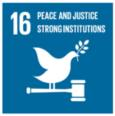 16 PEACE AND JUSTICE
STRONG INSTITUTIONS